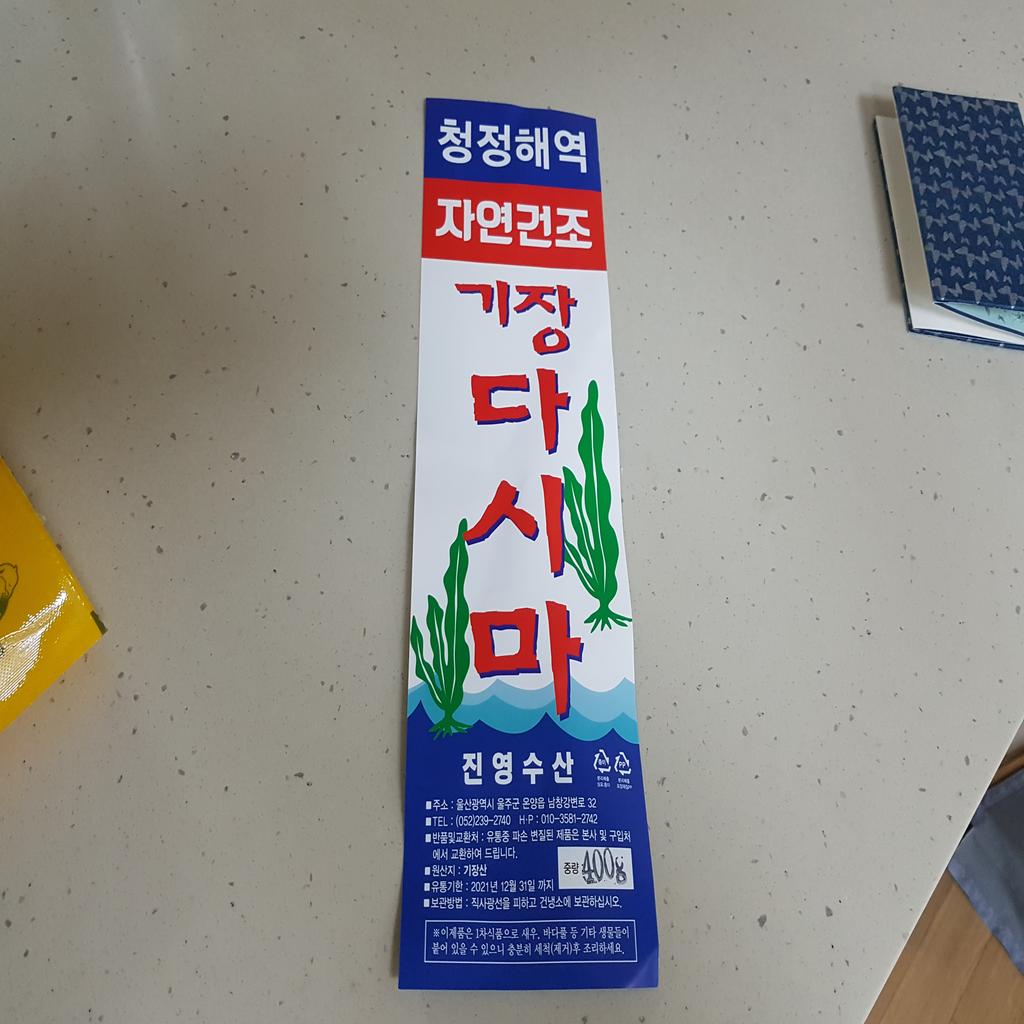 청정해역
자연건조
기장
다
시
마
진영수산
PP
■주소 : 울산광역시 울주군 온양읍 남창강변로 32
■TEL : (052)239-2740 H·P : 010-3581-2742
■반품및교환처 : 유통중 파손 변질된 제품은 본사 및 구입처
에서 교환하여 드립니다.
■원산지 : 기장산
중량 400g
■유통기한 : 2021년 12월 31일 까지
■보관방법 : 직사광선을 피하고 건냉소에 보관하십시오.
※이제품은 1차식품으로 새우, 바다풀 등 기타 생물들이
붙어 있을 수 있으니 충분히 세척(제거)후 조리하세요.